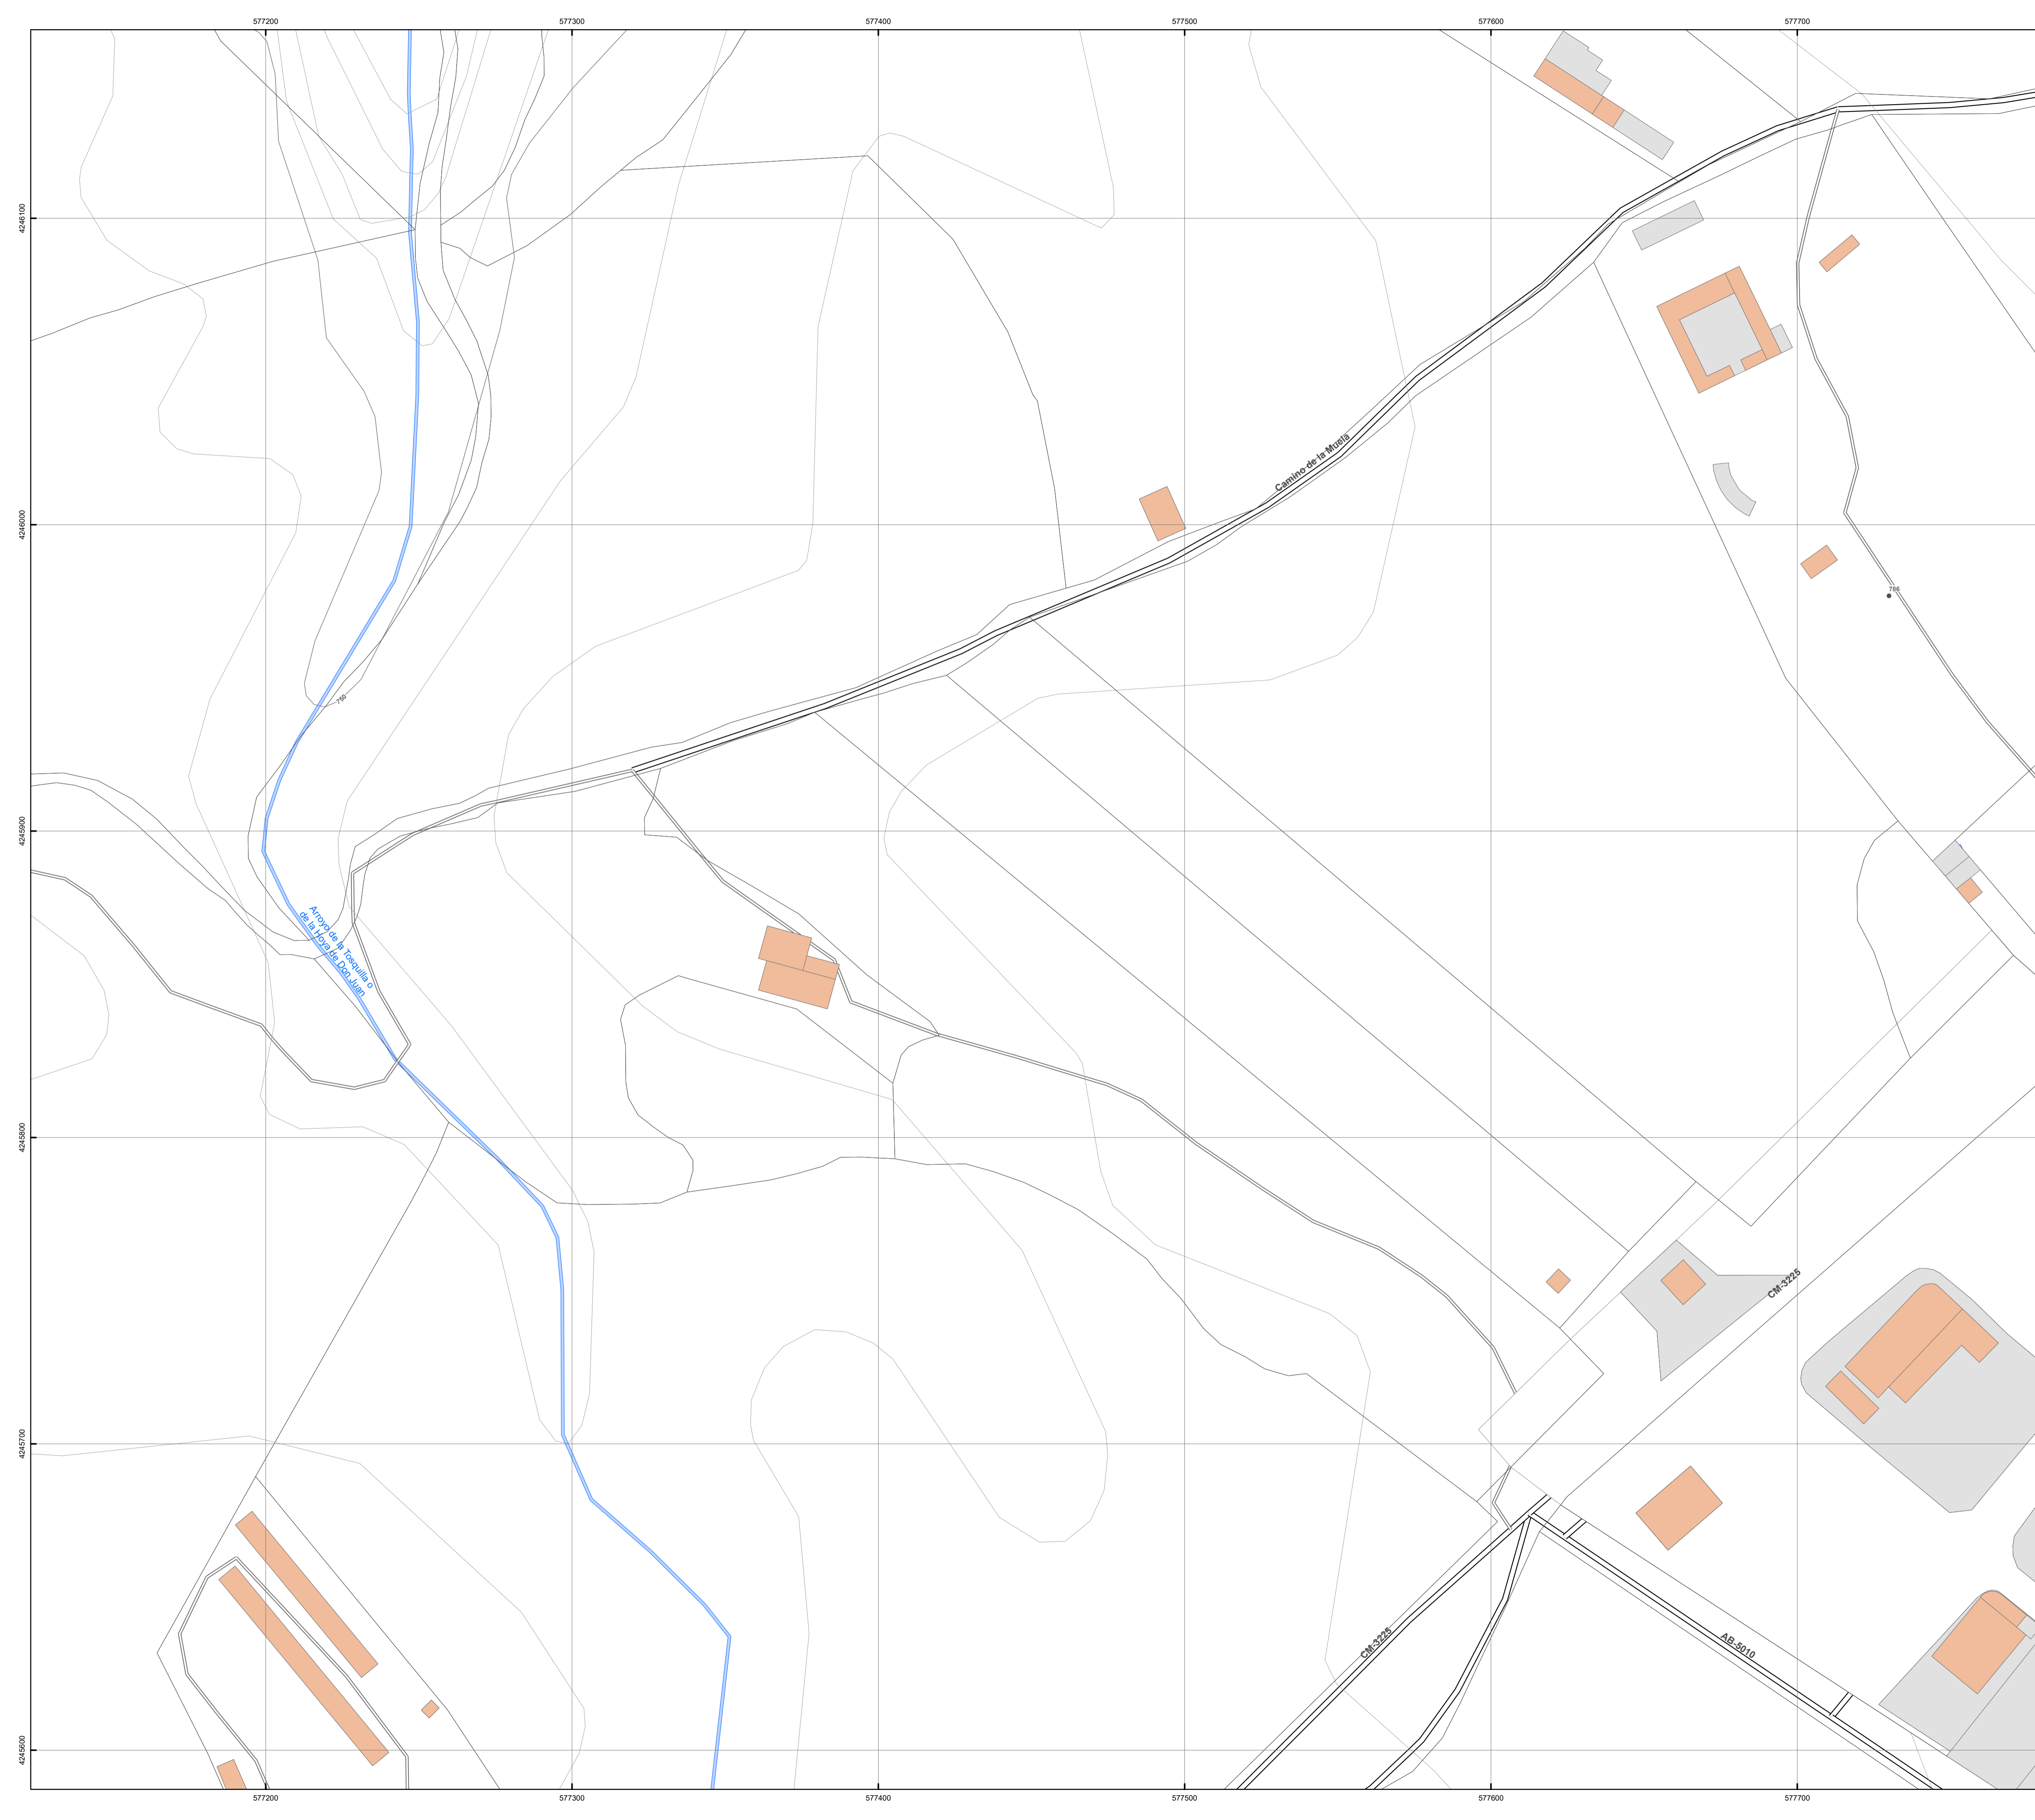 577200 577300 577400 577500 577600 577700
4246100
Camino de la Muela
4246000
786
750
4245900
Arroyo de la Tosquilla o
de la Hoya de Don Juan
4245800
CM-3225
4245700
CM-3225
AB-5010
4245600
577200 577300 577400 577500 577600 577700